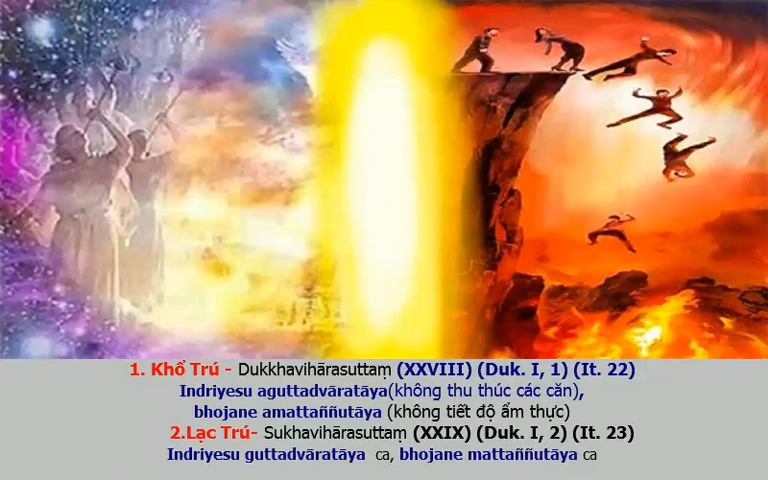 1. Khổ Trú - Dukkhavihārasuttaṃ (XXVIII) (Duk. I, 1) (It. 22)
Indriyesu aguttadvāratāya(không thu thúc các căn),
bhojane amattaññutāya (không tiết độ ẩm thực)
2.Lạc Trú- Sukhavihārasuttaṃ (XXIX) (Duk. I, 2) (It. 23)
Indriyesu guttadvāratāya ca, bhojane mattaññutāya ca